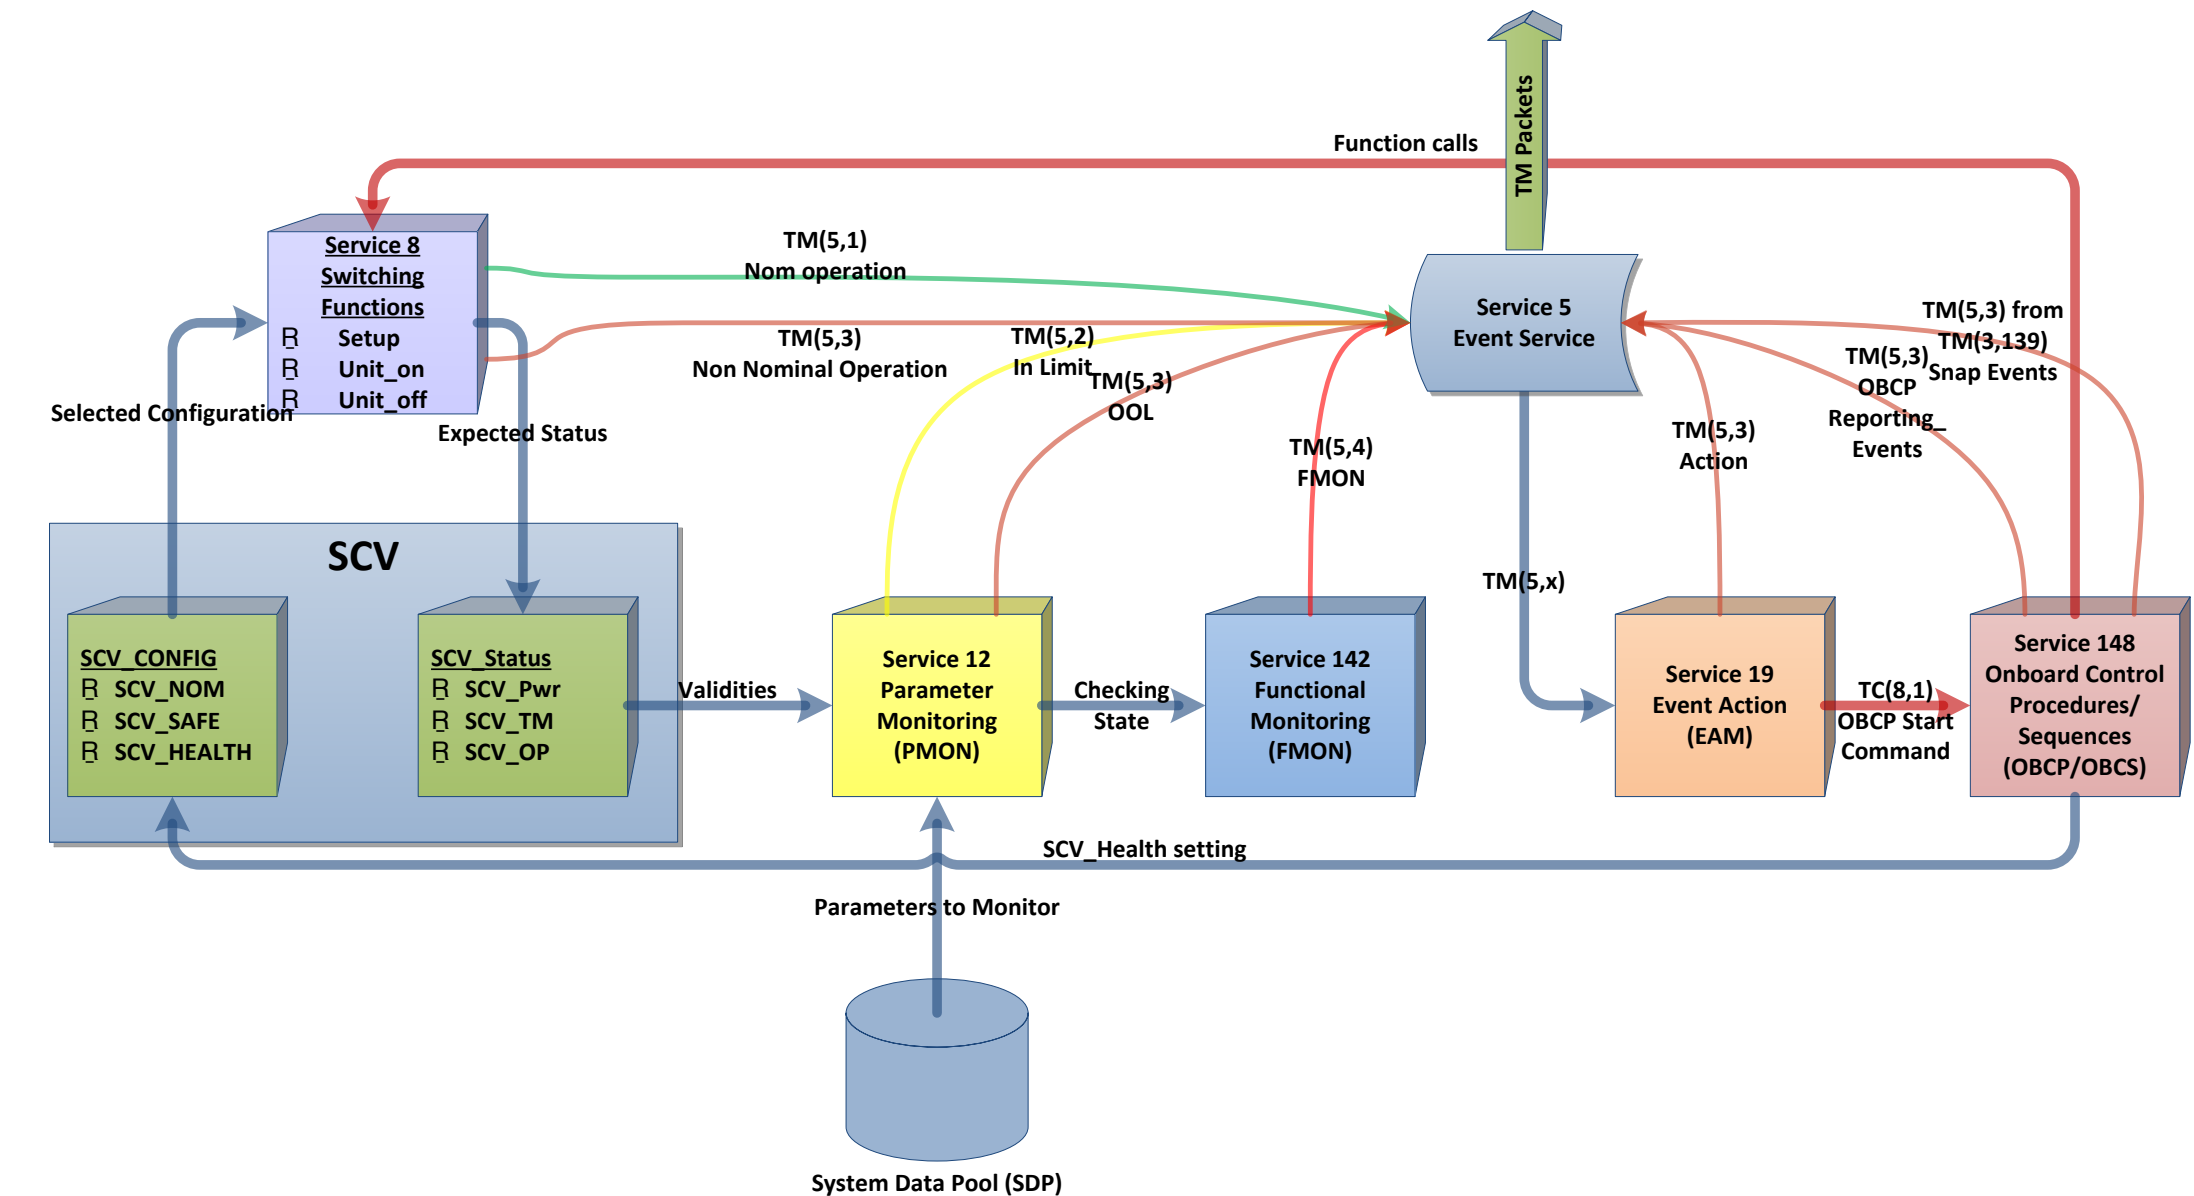 TM Packets
Function calls
Service 8
Switching
Functions
R Setup
R Unit_on
R Unit_off
TM(5,1)
Nom operation
TM(5,3)
Non Nominal Operation
TM(5,2)
In Limit
TM(5,3)
OOL
TM(5,4)
FMON
Service 5
Event Service
TM(5,3) from
TM(3,139)
Snap Events
TM(5,3)
OBCP
Reporting_
Events
TM(5,3)
Action
Selected Configuration
Expected Status
TM(5,x)
SCV
SCV_CONFIG
R SCV_NOM
R SCV_SAFE
R SCV_HEALTH
SCV_Status
R SCV_Pwr
R SCV_TM
R SCV_OP
Validities
Service 12
Parameter
Monitoring
(PMON)
Checking
State
Service 142
Functional
Monitoring
(FMON)
Service 19
Event Action
(EAM)
TC(8,1)
OBCP Start
Command
Service 148
Onboard Control
Procedures/
Sequences
(OBCP/OBCS)
SCV_Health setting
Parameters to Monitor
System Data Pool (SDP)